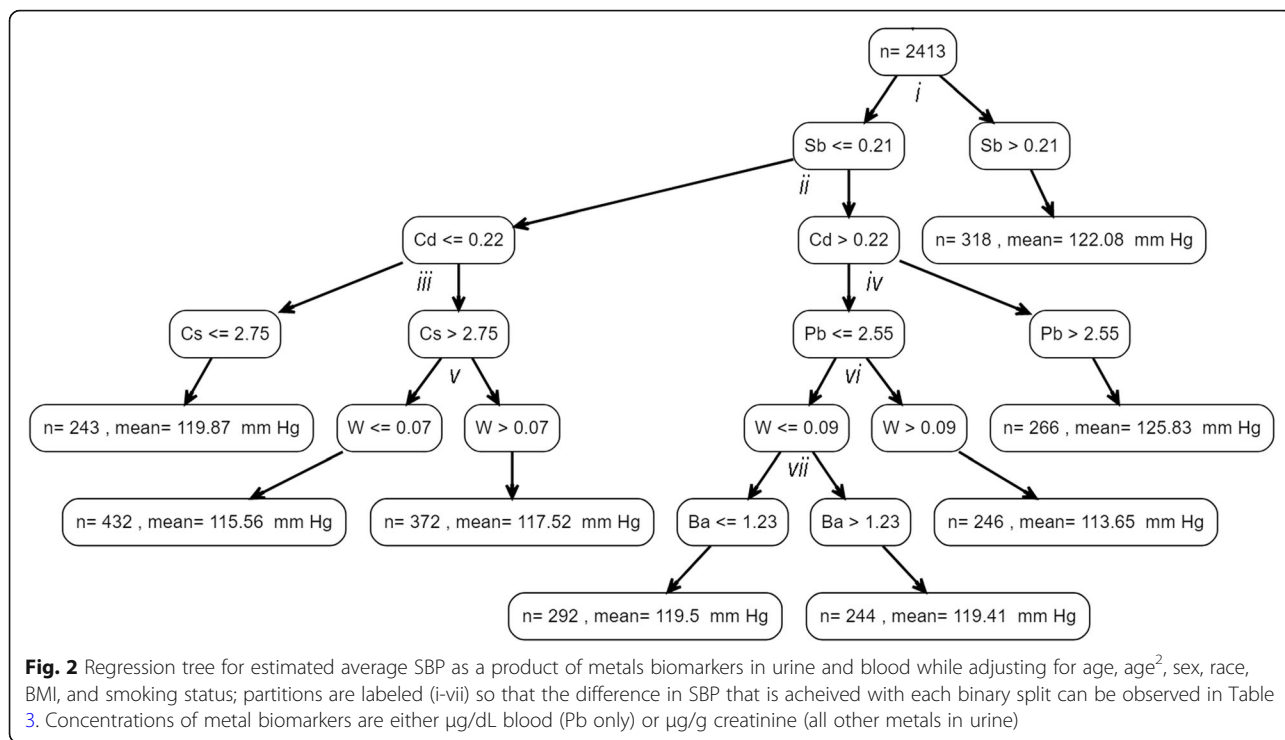 n= 2413
i
Sb <= 0.21
Sb > 0.21
ii
Cd <= 0.22
Cd > 0.22
n= 318 , mean= 122.08 mm Hg
iii
iv
Cs <= 2.75
Cs > 2.75
Pb <= 2.55
Pb > 2.55
v
vi
n= 243 , mean= 119.87 mm Hg
W <= 0.07
W > 0.07
W <= 0.09
W > 0.09
n= 266 , mean= 125.83 mm Hg
vii
n= 432 , mean= 115.56 mm Hg
n= 372 , mean= 117.52 mm Hg
Ba <= 1.23
Ba > 1.23
n= 246 , mean= 113.65 mm Hg
n= 292 , mean= 119.5 mm Hg
n= 244 , mean= 119.41 mm Hg
Fig. 2 Regression tree for estimated average SBP as a product of metals biomarkers in urine and blood while adjusting for age, age², sex, race,
BMI, and smoking status; partitions are labeled (i-vii) so that the difference in SBP that is acheived with each binary split can be observed in Table
3. Concentrations of metal biomarkers are either μg/dL blood (Pb only) or μg/g creatinine (all other metals in urine)